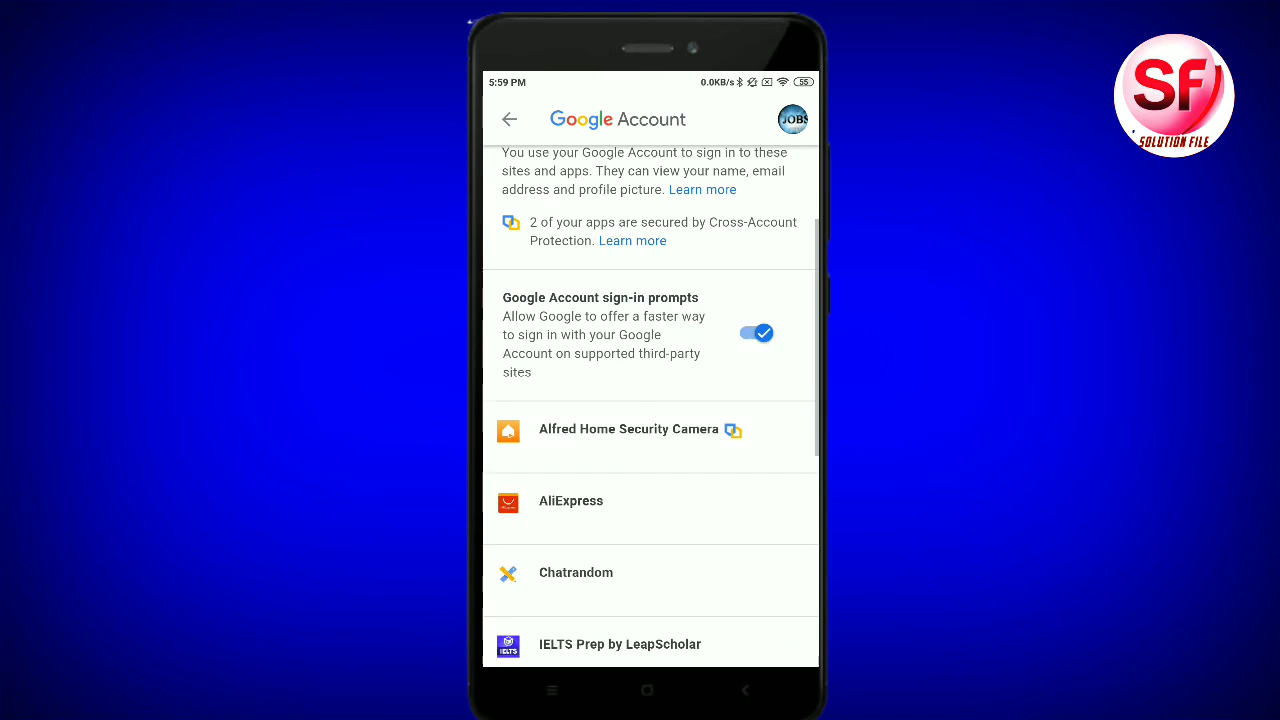 5:59 PM
0.0KB/s
55
Google Account
JOBS
You use your Google Account to sign in to these
sites and apps. They can view your name, email
address and profile picture. Learn more
2 of your apps are secured by Cross-Account
Protection. Learn more
Google Account sign-in prompts
Allow Google to offer a faster way
to sign in with your Google
Account on supported third-party
sites
Alfred Home Security Camera
AliExpress
Chatrandom
IELTS
IELTS Prep by LeapScholar
SF
SOLUTION FILE